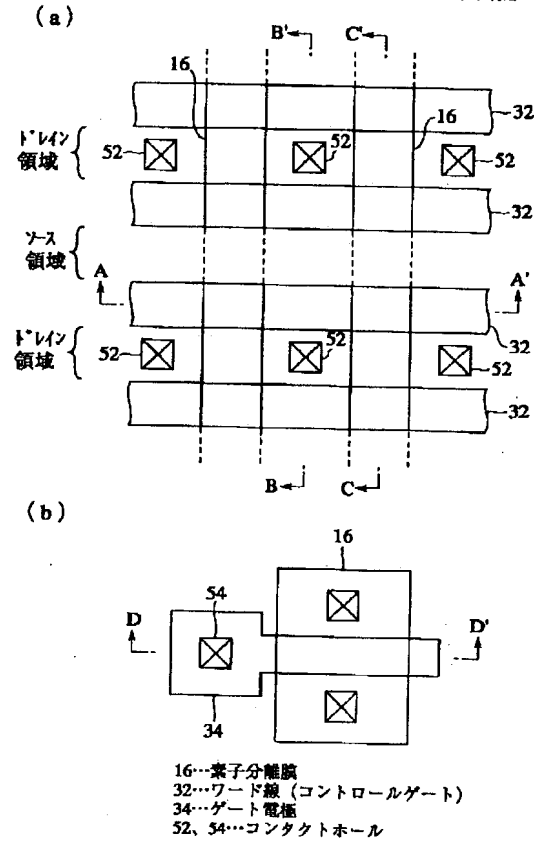 (a)
B' C'
16
32
ドレイン
領域
52
52
16
52
32
ソース
領域
A
A'
ドレイン
領域
52
52
32
52
32
B
C
(b)
16
54
D
D'
34
16…素子分離膜
32…ワード線（コントロールゲート）
34…ゲート電極
52、54…コンタクトホール